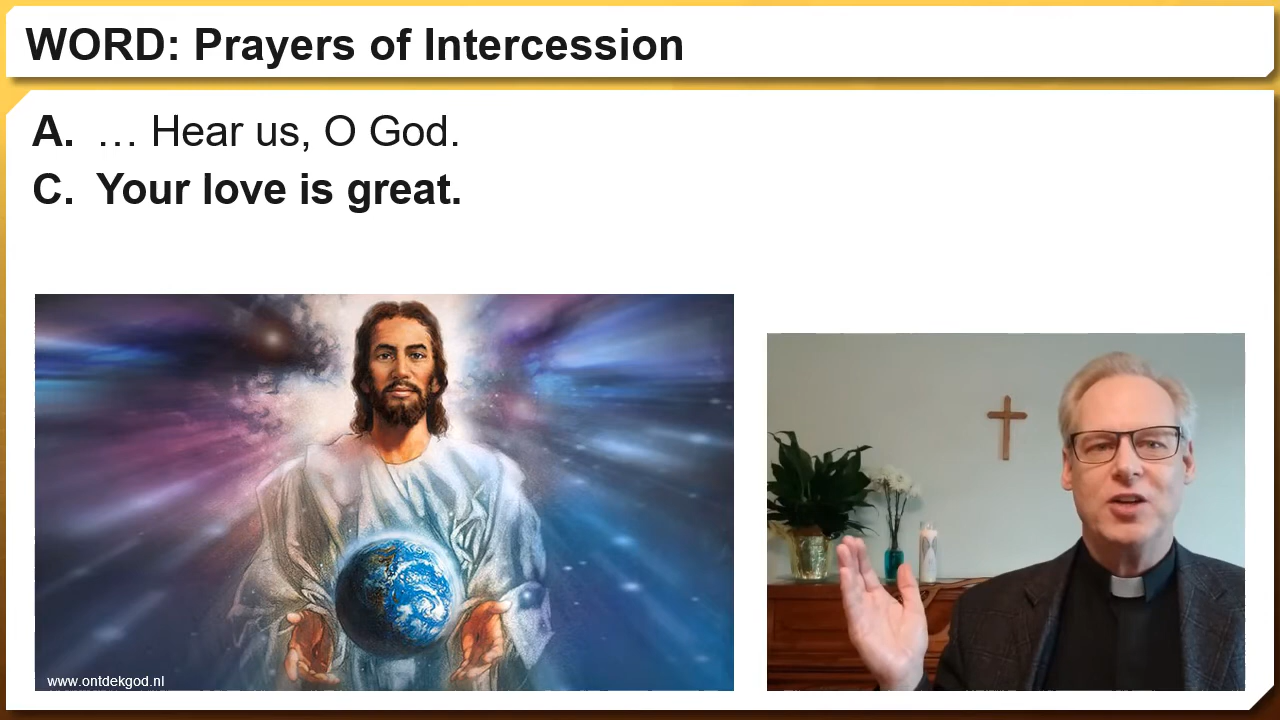 WORD: Prayers of Intercession
A. … Hear us, O God.
C. Your love is great.
www.ontdekgod.nl